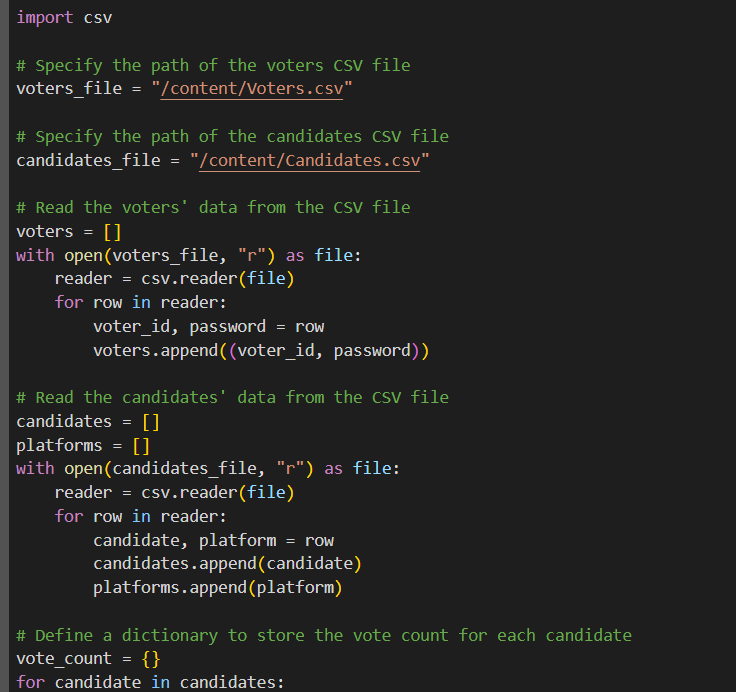 import csv
# Specify the path of the voters CSV file
voters_file = "/content/Voters.csv"
# Specify the path of the candidates CSV file
candidates_file = "/content/Candidates.csv"
# Read the voters' data from the CSV file
voters = []
with open(voters_file, "r") as file:
    reader = csv.reader(file)
    for row in reader:
        voter_id, password = row
        voters.append((voter_id, password))
# Read the candidates' data from the CSV file
candidates = []
platforms = []
with open(candidates_file, "r") as file:
    reader = csv.reader(file)
    for row in reader:
        candidate, platform = row
        candidates.append(candidate)
        platforms.append(platform)
# Define a dictionary to store the vote count for each candidate
vote_count = {}
for candidate in candidates: